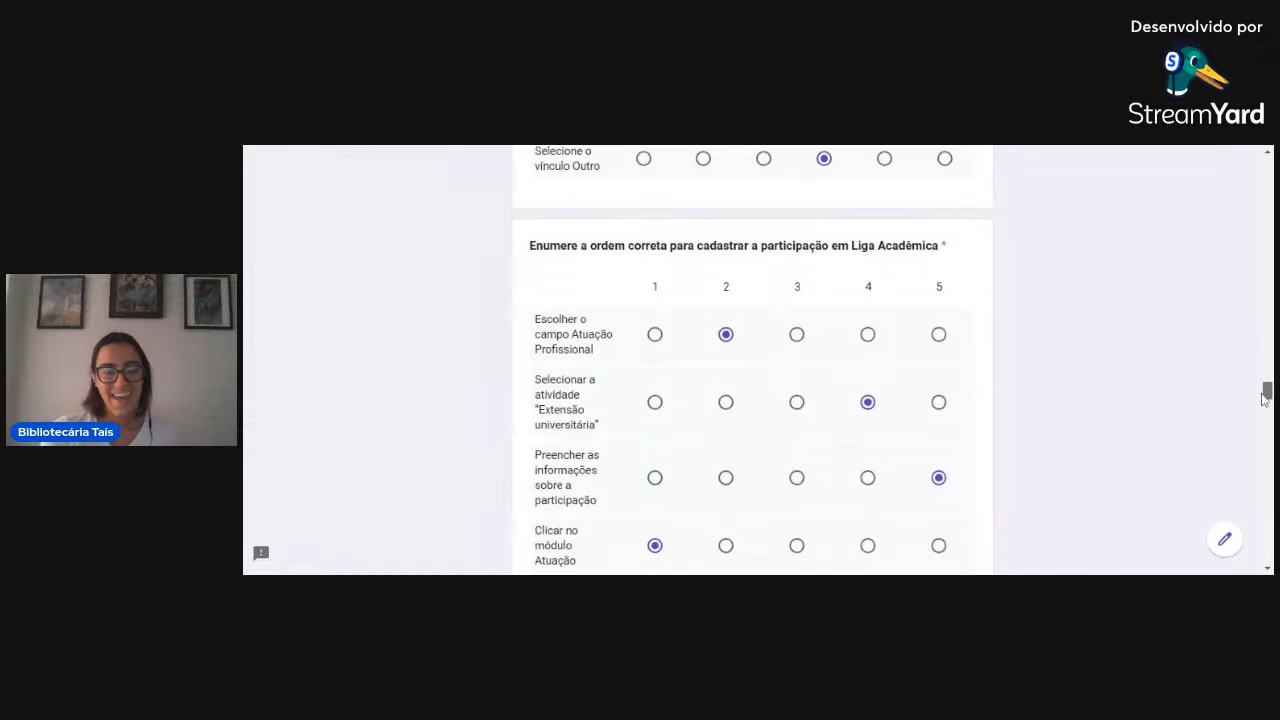 Desenvolvido por
StreamYard
Selecione o
vínculo Outro
Enumere a ordem correta para cadastrar a participação em Liga Acadêmica *
1 2 3 4 5
Escolher o
campo Atuação
Profissional
Selecionar a
atividade
"Extensão
universitária"
Preencher as
informações
sobre a
participação
Clicar no
módulo
Atuação
Bibliotecária Taís